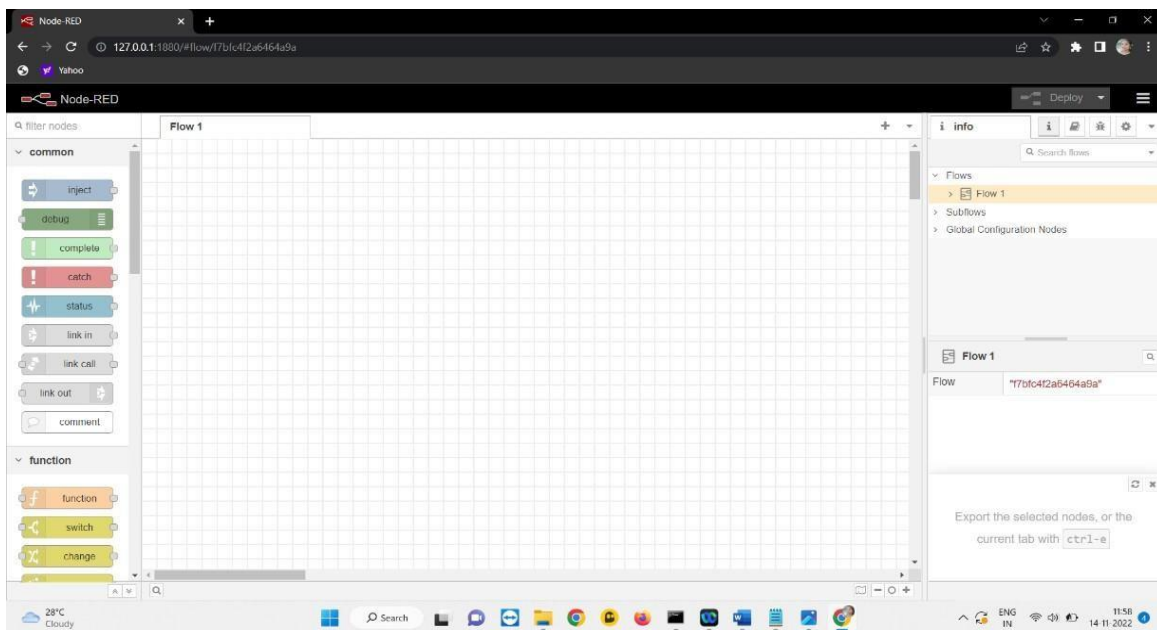 Node-RED
127.0.0.1:1880/#flow/f7bfc4f2a6464a9a
Yahoo
Node-RED
Deploy
filter nodes
Flow 1
info
common
Search flows
inject
Flows
Flow 1
debug
Subflows
Global Configuration Nodes
complete
catch
status
link in
link call
Flow 1
Flow "f7bfc4f2a6464a9a"
link out
comment
function
function
Export the selected nodes, or the
current tab with ctrl-e
switch
change
28°C
Cloudy
Search
ENG
IN
11:58
14-11-2022